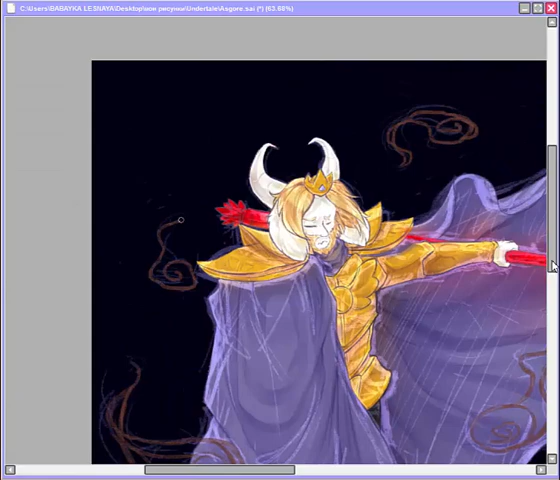 C:\Users\BABAYKA LESNAYA\Desktop\мои рисунки\Undertale\Asgore.sai (*) (63.68%)